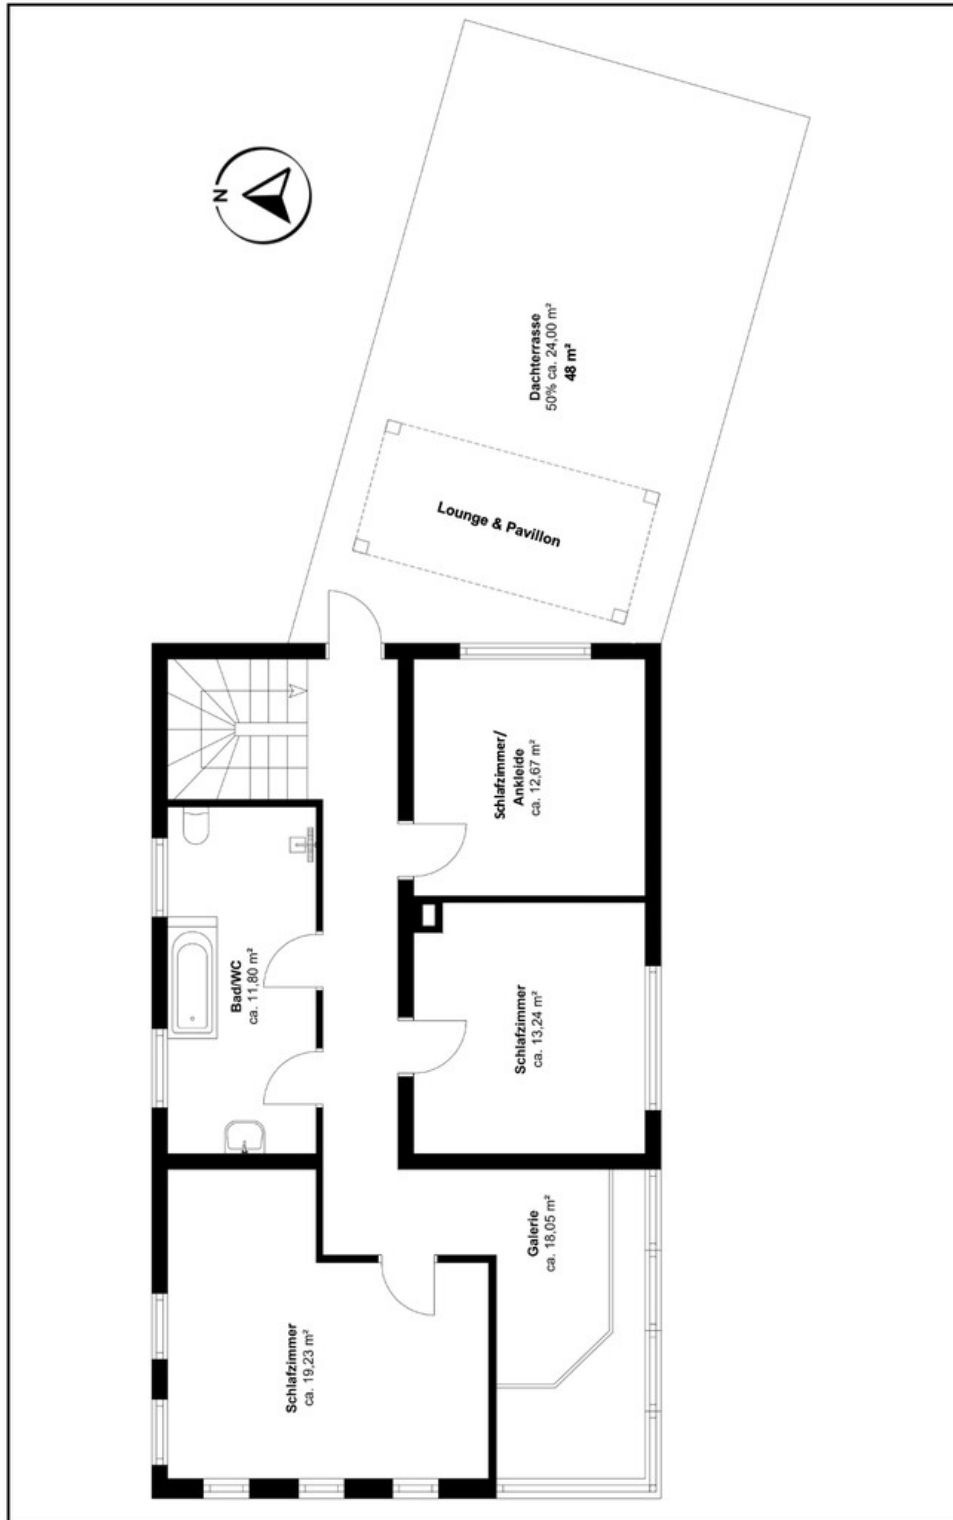 N
Dachterrasse
50% ca. 24,00 m²
48 m²
Lounge & Pavillon
Schlafzimmer/
Ankleide
ca. 12,67 m²
Bad/WC
ca. 11,80 m²
Schlafzimmer
ca. 13,24 m²
Galerie
ca. 18,05 m²
Schlafzimmer
ca. 19,23 m²